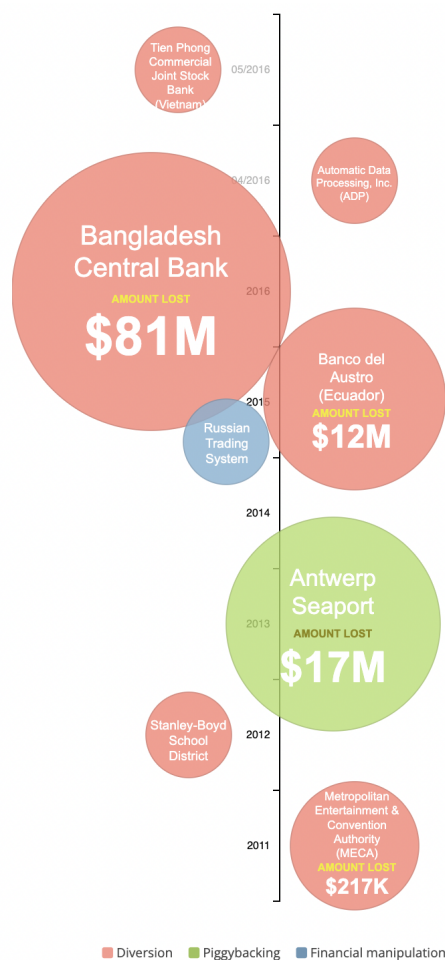 Tien Phong
Commercial
Joint Stock
Bank
(Vietnam)
05/2016
04/2016
Automatic Data
Processing, Inc.
(ADP)
Bangladesh
Central Bank
AMOUNT LOST
$81M
2016
Banco del
Austro
(Ecuador)
AMOUNT LOST
$12M
2015
Russian
Trading
System
2014
Antwerp
Seaport
AMOUNT LOST
$17M
2013
Stanley-Boyd
School
District
2012
Metropolitan
Entertainment &
Convention
Authority
(MECA)
AMOUNT LOST
$217K
2011
Diversion Piggybacking Financial manipulation